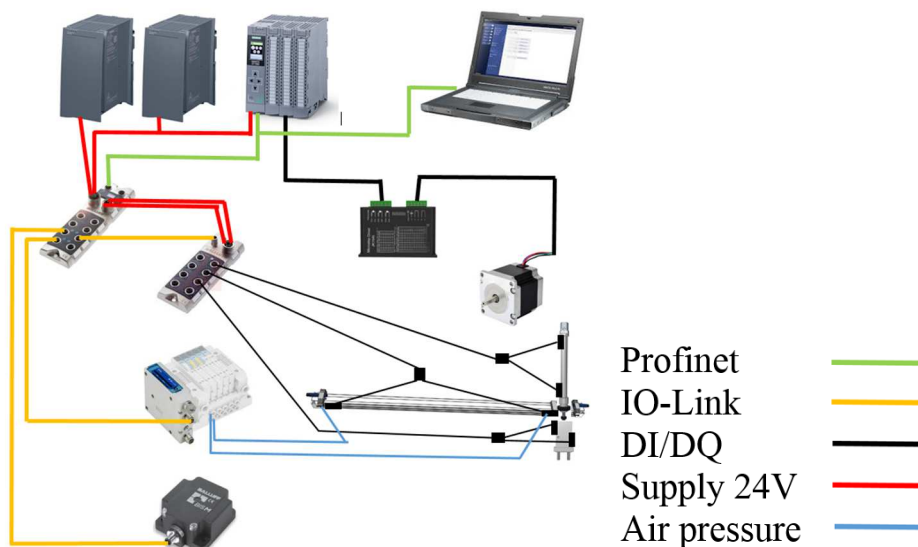 Profinet
IO-Link
DI/DQ
Supply 24V
Air pressure